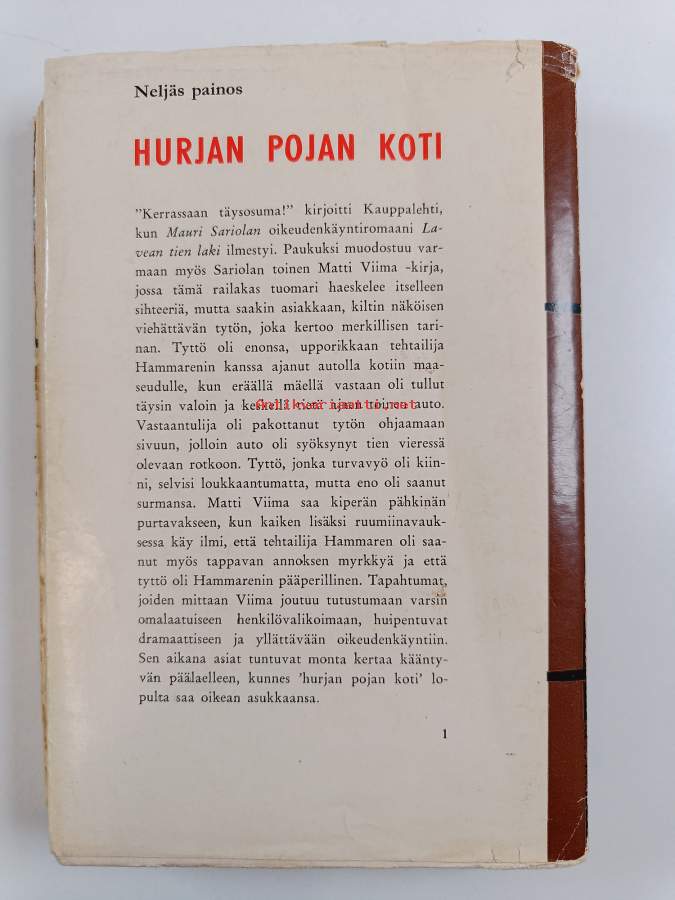 Neljäs painos
HURJAN POJAN KOTI
"Kerrassaan täysosuma!" kirjoitti Kauppalehti,
kun Mauri Sariolan oikeudenkäyntiromaani La-
vean tien laki ilmestyi. Paukuksi muodostuu var-
maan myös Sariolan toinen Matti Viima -kirja,
jossa tämä railakas tuomari haeskelee itselleen
sihteeriä, mutta saakin asiakkaan, kiltin näköisen
viehättävän tytön, joka kertoo merkillisen tari-
nan. Tyttö oli enonsa, upporikkaan tehtailija
Hammarenin kanssa ajanut autolla kotiin maa-
seudulle, kun eräällä mäellä vastaan oli tullut
täysin valoin ja keskellä tietä ajaen toinen auto.
Antikvariaatti.net
Vastaantulija oli pakottanut tytön ohjaamaan
sivuun, jolloin auto oli syöksynyt tien vieressä
olevaan rotkoon. Tyttö, jonka turvavyö oli kiin-
ni, selvisi loukkaantumatta, mutta eno oli saanut
surmansa. Matti Viima saa kiperän pähkinän
purtavakseen, kun kaiken lisäksi ruumiinavauk-
sessa käy ilmi, että tehtailija Hammaren oli saa-
nut myös tappavan annoksen myrkkyä ja että
tyttö oli Hammarenin pääperillinen. Tapahtumat,
joiden mittaan Viima joutuu tutustumaan varsin
omalaatuiseen henkilövalikoimaan, huipentuvat
dramaattiseen ja yllättävään oikeudenkäyntiin.
Sen aikana asiat tuntuvat monta kertaa kääntyvän
vän päälaelleen, kunnes 'hurjan pojan koti' lo-
pulta saa oikean asukkaansa.
1